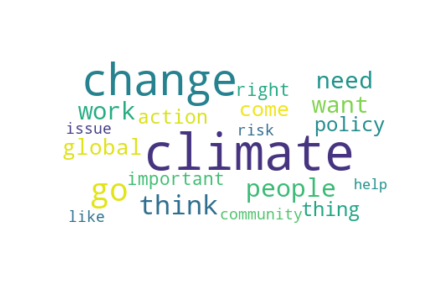 change right need
work action come want
issue risk policy
global climate
important
go think people help
like community thing